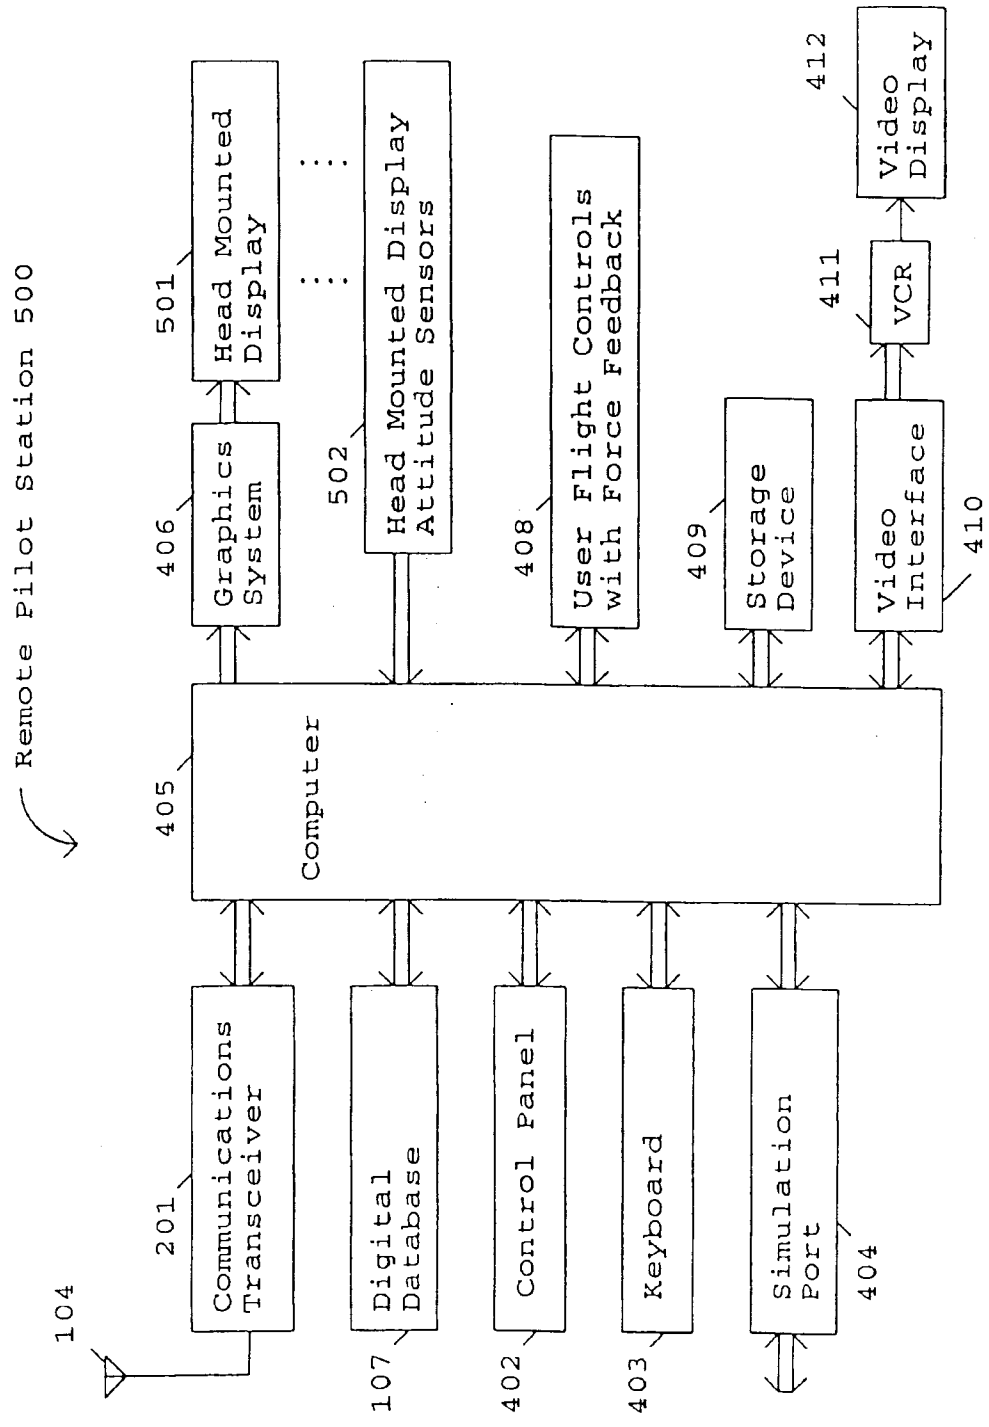 Remote Pilot Station 500
104
201
Communications
Transceiver
107
Digital
Database
402
Control Panel
403
Keyboard
404
Simulation
Port
405
Computer
406
Graphics
System
501
Head Mounted
Display
502
Head Mounted Display
Attitude Sensors
408
User Flight Controls
with Force Feedback
409
Storage
Device
410
Video
Interface
411
VCR
412
Video
Display